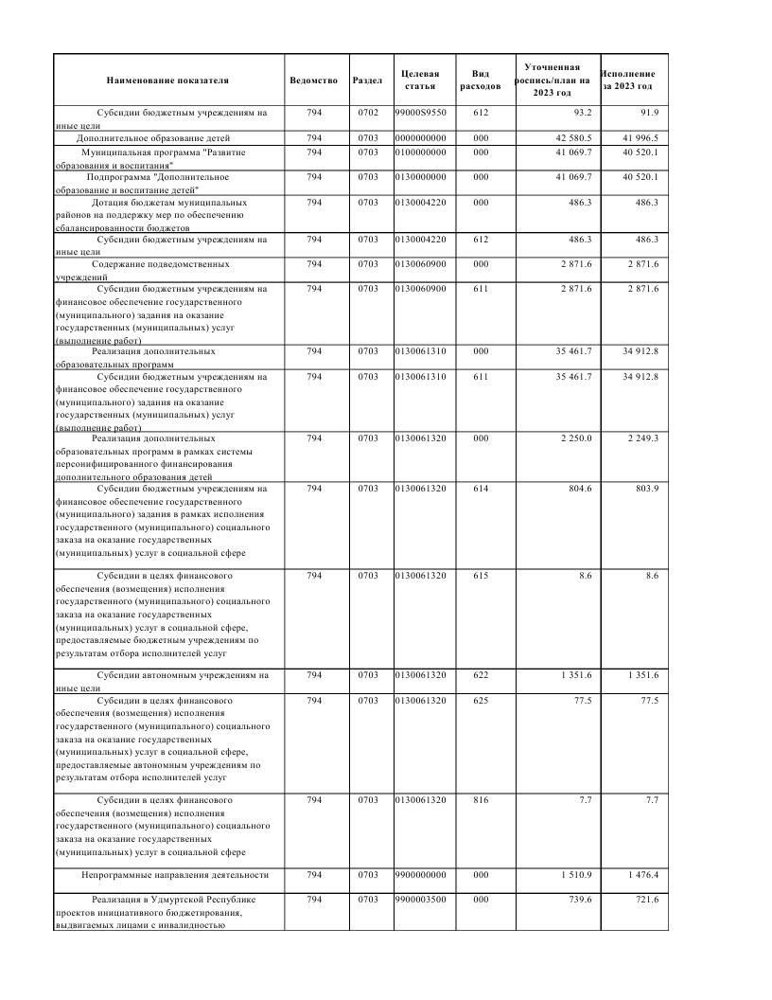 Наименование показателя Ведомство Раздел Целевая статья Вид расходов Уточненная роспись/план на 2023 год Исполнение за 2023 год
Субсидии бюджетным учреждениям на 794 0702 99000S9550 612 93.2 91.9
иные цели
Дополнительное образование детей 794 0703 0000000000 000 42 580.5 41 996.5
Муниципальная программа "Развитие 794 0703 0100000000 000 41 069.7 40 520.1
образования и воспитания"
Подпрограмма "Дополнительное 794 0703 0130000000 000 41 069.7 40 520.1
образование и воспитание детей"
Дотация бюджетам муниципальных 794 0703 0130004220 000 486.3 486.3
районов на поддержку мер по обеспечению
сбалансированности бюджетов
Субсидии бюджетным учреждениям на 794 0703 0130004220 612 486.3 486.3
иные цели
Содержание подведомственных 794 0703 0130060900 000 2 871.6 2 871.6
учреждений
Субсидии бюджетным учреждениям на 794 0703 0130060900 611 2 871.6 2 871.6
финансовое обеспечение государственного
(муниципального) задания на оказание
государственных (муниципальных) услуг
(выполнение работ)
Реализация дополнительных 794 0703 0130061310 000 35 461.7 34 912.8
образовательных программ
Субсидии бюджетным учреждениям на 794 0703 0130061310 611 35 461.7 34 912.8
финансовое обеспечение государственного
(муниципального) задания на оказание
государственных (муниципальных) услуг
(выполнение работ)
Реализация дополнительных 794 0703 0130061320 000 2 250.0 2 249.3
образовательных программ в рамках системы
персонифицированного финансирования
дополнительного образования детей
Субсидии бюджетным учреждениям на 794 0703 0130061320 614 804.6 803.9
финансовое обеспечение государственного
(муниципального) задания в рамках исполнения
государственного (муниципального) социального
заказа на оказание государственных
(муниципальных) услуг в социальной сфере
Субсидии в целях финансового 794 0703 0130061320 615 8.6 8.6
обеспечения (возмещения) исполнения
государственного (муниципального) социального
заказа на оказание государственных
(муниципальных) услуг в социальной сфере,
предоставляемые бюджетным учреждениям по
результатам отбора исполнителей услуг
Субсидии автономным учреждениям на 794 0703 0130061320 622 1 351.6 1 351.6
иные цели
Субсидии в целях финансового 794 0703 0130061320 625 77.5 77.5
обеспечения (возмещения) исполнения
государственного (муниципального) социального
заказа на оказание государственных
(муниципальных) услуг в социальной сфере,
предоставляемые автономным учреждениям по
результатам отбора исполнителей услуг
Субсидии в целях финансового 794 0703 0130061320 816 7.7 7.7
обеспечения (возмещения) исполнения
государственного (муниципального) социального
заказа на оказание государственных
(муниципальных) услуг в социальной сфере
Непрограммные направления деятельности 794 0703 9900000000 000 1 510.9 1 476.4
Реализация в Удмуртской Республике 794 0703 9900003500 000 739.6 721.6
проектов инициативного бюджетирования,
выдвигаемых лицами с инвалидностью